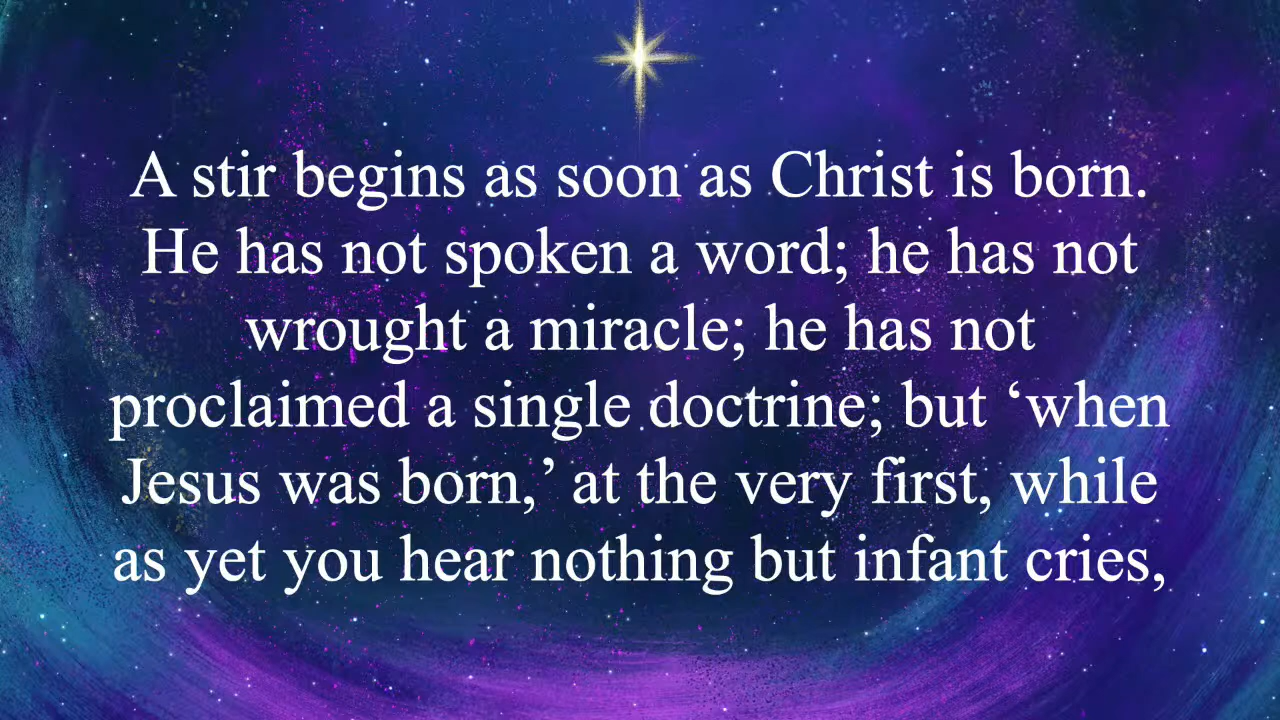 A stir begins as soon as Christ is born.
He has not spoken a word; he has not
wrought a miracle; he has not
proclaimed a single doctrine; but ‘when
Jesus was born,’ at the very first, while
as yet you hear nothing but infant cries,